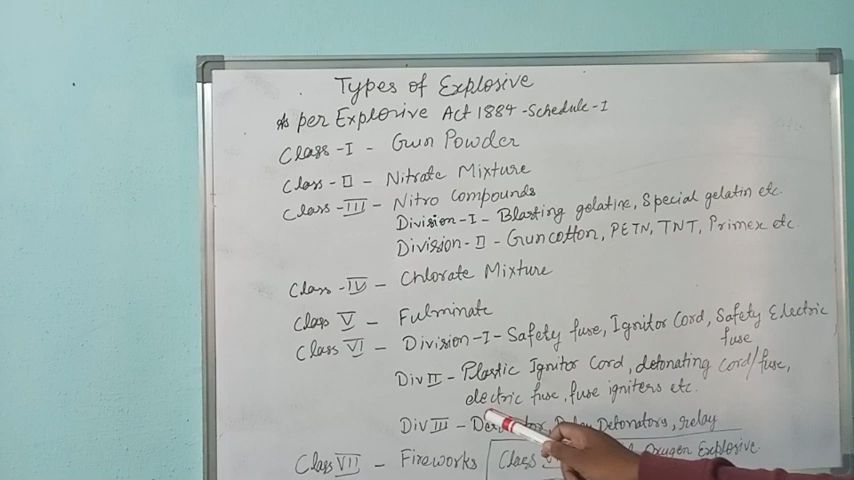 Types of Explosive
As per Explosive Act 1884 - Schedule - I
Class - I - Gun Powder
Class - II - Nitrate Mixture
Class - III - Nitro Compounds
Division - I - Blasting gelatine, Special gelatin etc.
Division - II - Guncotton, PETN, TNT, Primex etc
Class - IV - Chlorate Mixture
Class V - Fulminate
Class VI - Division - I - Safety fuse, Ignitor Cord, Safety Electric
fuse
Div II - Plastic Ignitor Cord, detonating cord/fuse,
electric fuse, fuse igniters etc.
Div III - Detonators, relay
Class VII - Fireworks Class Oxygen Explosive